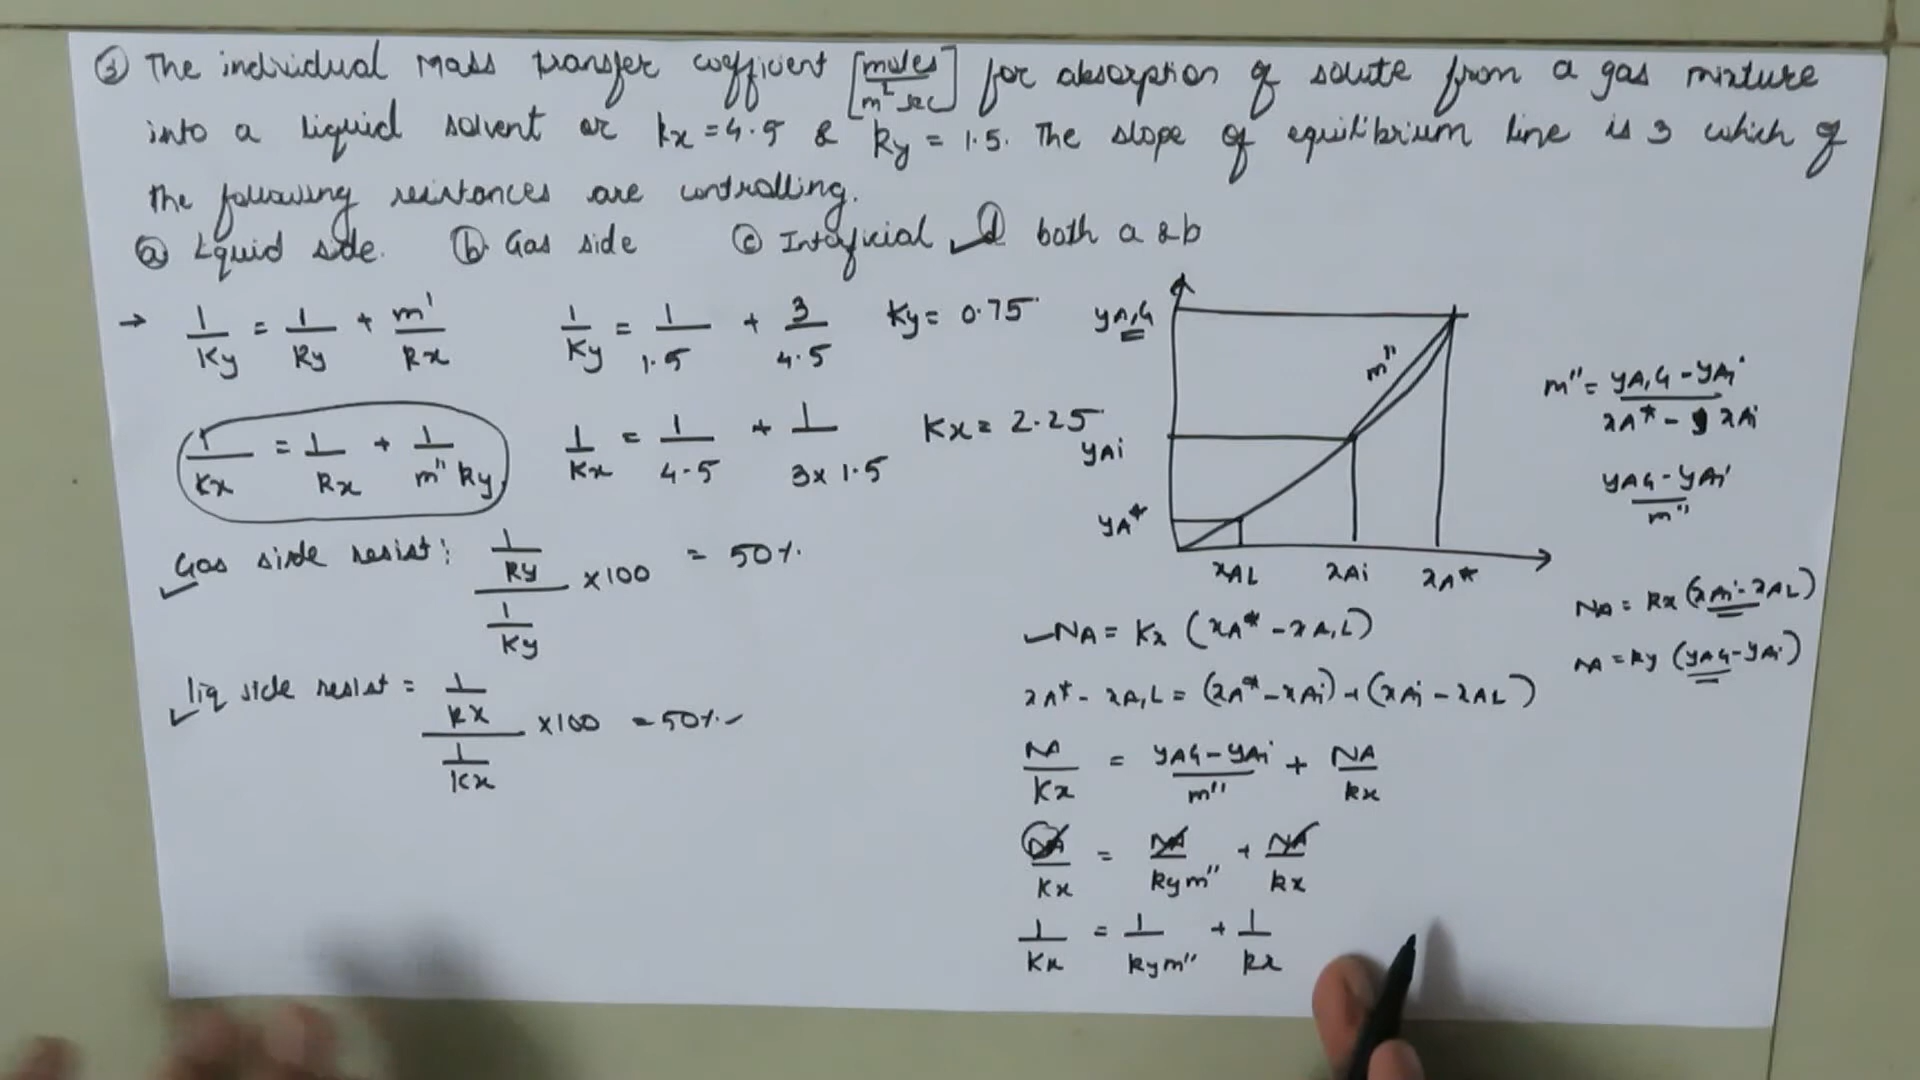 ③ The individual Mass transfer coefficient [moles/m² sec] for absorption of solute from a gas mixture
into a liquid solvent ar kx = 4.5 & ky = 1.5. The slope of equilibrium line is 3 which of
the following resistances are controlling.
ⓐ Liquid side. ⓑ Gas side ⓒ Interficial ✓ⓓ both a & b
→ 1/Ky = 1/ky + m'/kx 1/Ky = 1/1.5 + 3/4.5 Ky = 0.75
1/Kx = 1/kx + 1/m"ky 1/Kx = 1/4.5 + 1/3x1.5 Kx = 2.25
Gas side resist: (1/ky)/(1/Ky) x100 = 50%.
liq side resist = (1/kx)/(1/Kx) x100 = 50%.
yA,G
yAi
yA*
m"
xAL xAi xA*
m" = yA,G - yAi / xA* - xAi
yAG - yAi / m"
NA = kx (xAi - xAL)
NA = ky (yAG - yAi)
NA = Kx (xA* - xA,L)
xA* - xA,L = (xA* - xAi) + (xAi - xAL)
NA/Kx = yAG - yAi/m" + NA/kx
NA/Kx = NA/kym" + NA/kx
1/Kx = 1/kym" + 1/kx